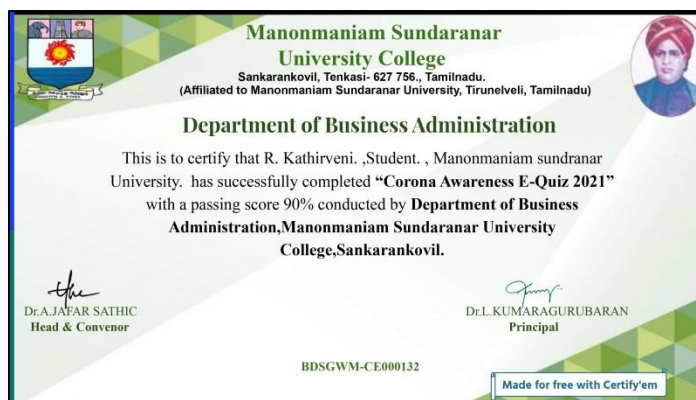 Manonmaniam Sundaranar
University College
Sankarankovil, Tenkasi- 627 756., Tamilnadu.
(Affiliated to Manonmaniam Sundaranar University, Tirunelveli, Tamilnadu)
Department of Business Administration
This is to certify that R. Kathirveni. ,Student. , Manonmaniam sundranar
University. has successfully completed “Corona Awareness E-Quiz 2021”
with a passing score 90% conducted by Department of Business
Administration,Manonmaniam Sundaranar University
College,Sankarankovil.
Dr.A.JAFAR SATHIC
Head & Convenor
Dr.L.KUMARAGURUBARAN
Principal
BDSGWM-CE000132
Made for free with Certify'em